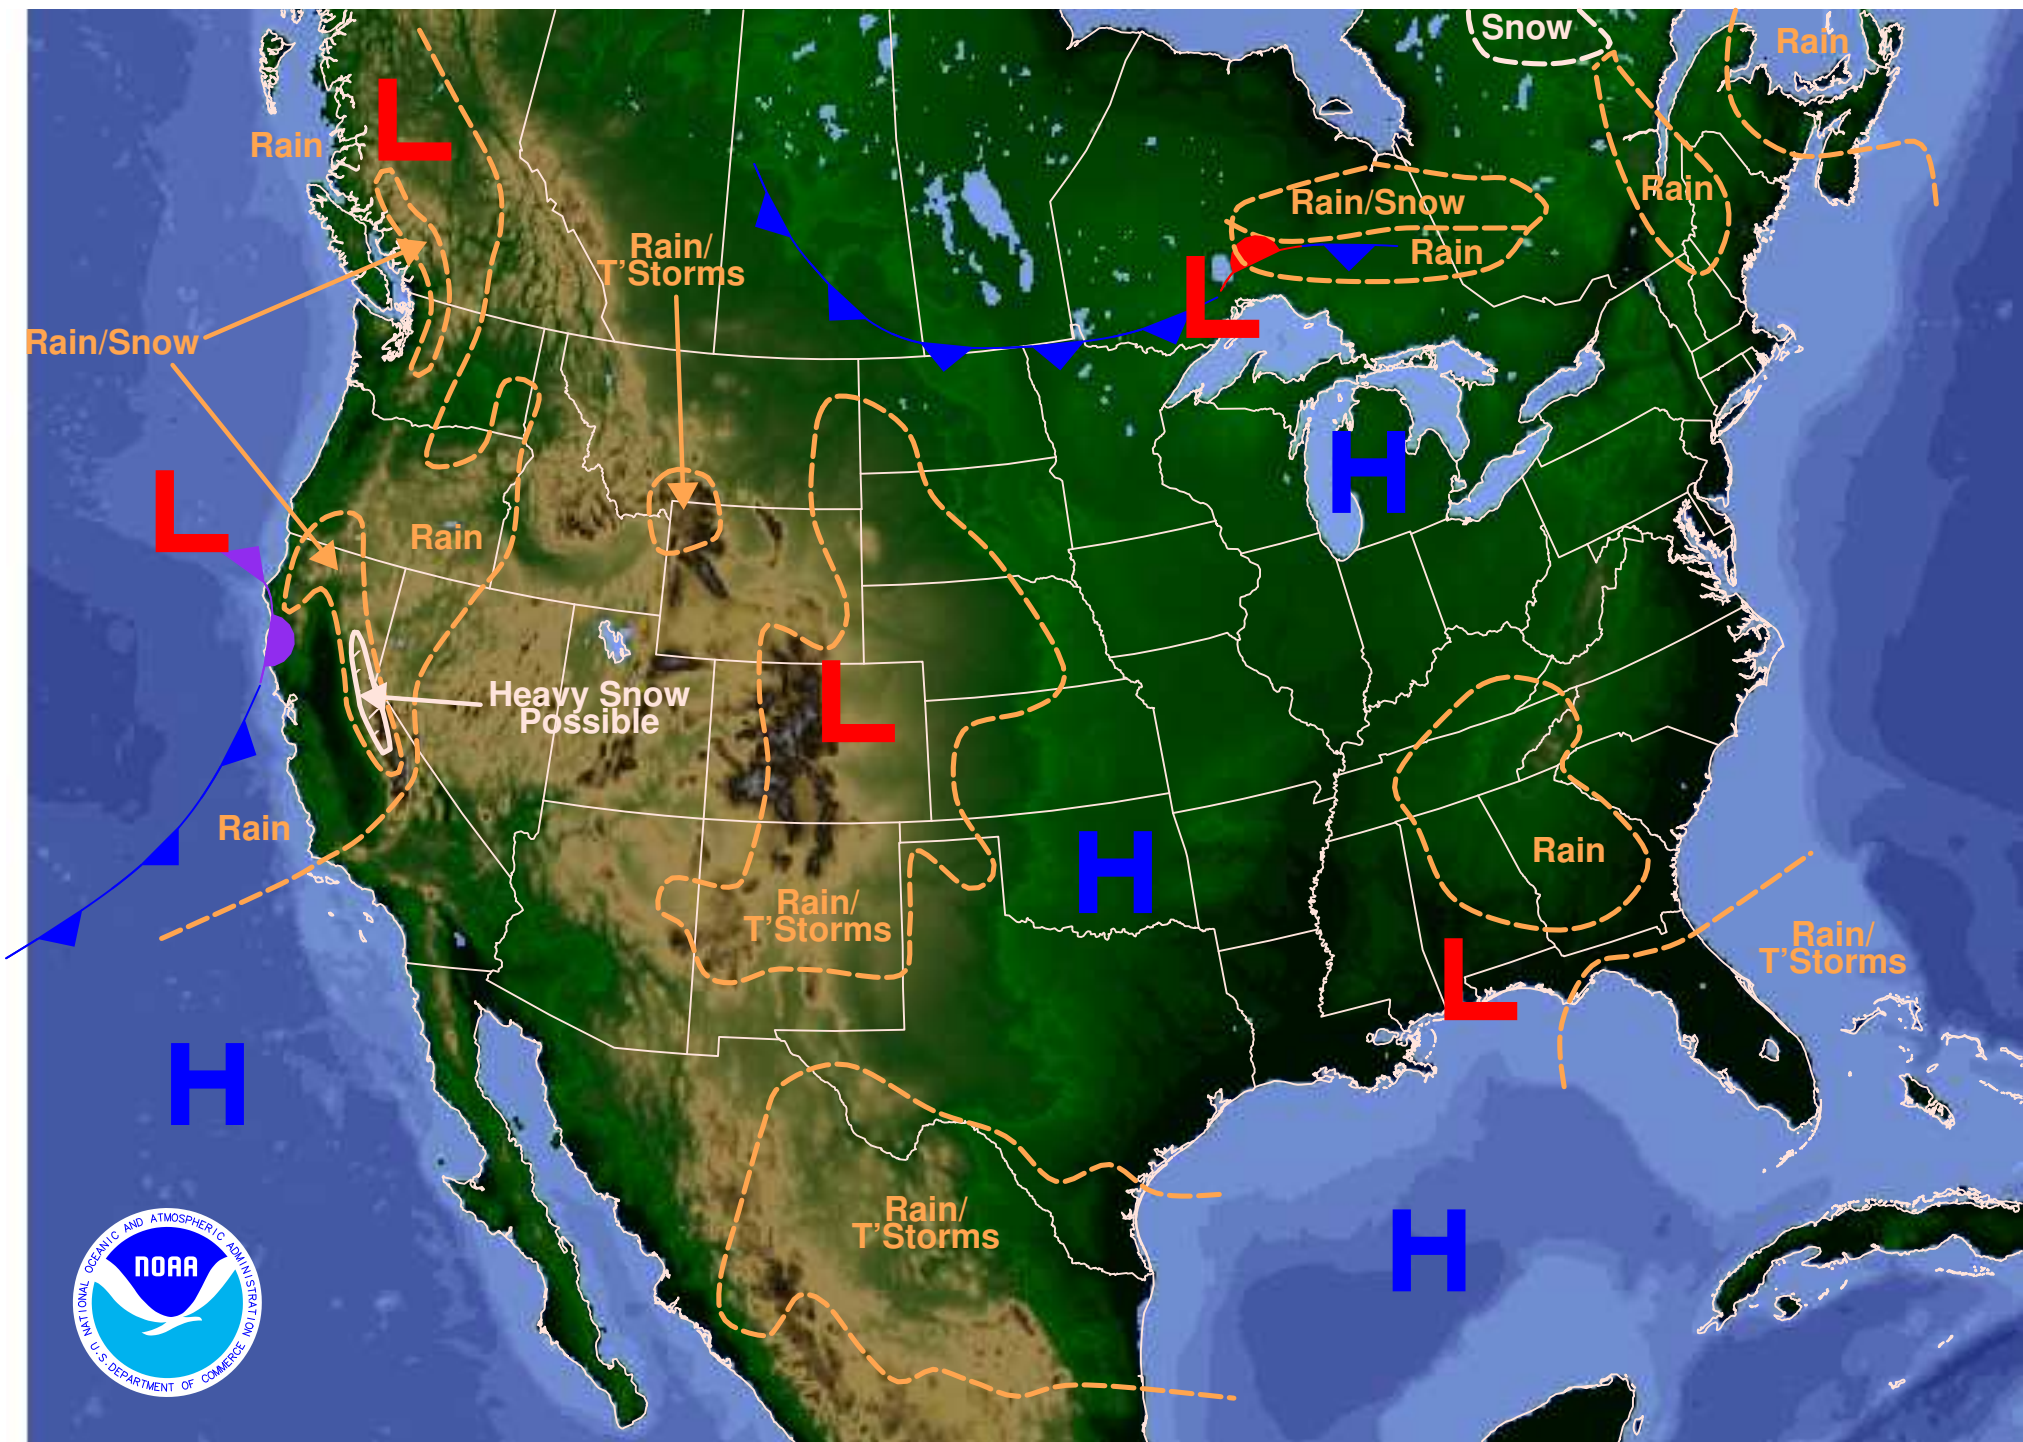 Snow
Rain
L
Rain
Rain/Snow
Rain
Rain/
T'Storms
Rain
L
Rain/Snow
H
L
Rain
Heavy Snow
Possible
L
Rain
H
Rain
Rain/
T'Storms
Rain/
T'Storms
L
H
Rain/
T'Storms
H
NATIONAL OCEANIC AND ATMOSPHERIC ADMINISTRATION
NOAA
U.S. DEPARTMENT OF COMMERCE